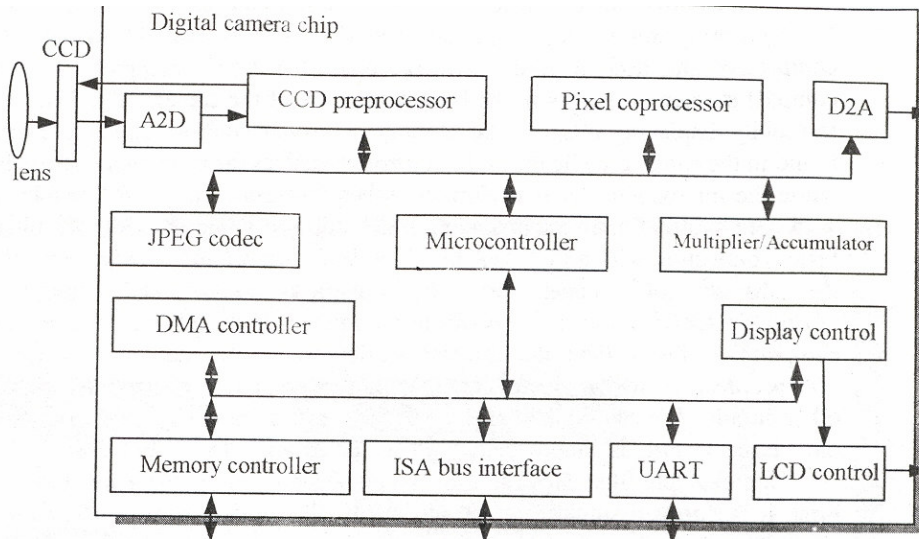 Digital camera chip
CCD
lens
A2D
CCD preprocessor
Pixel coprocessor
D2A
JPEG codec
Microcontroller
Multiplier/Accumulator
DMA controller
Display control
Memory controller
ISA bus interface
UART
LCD control